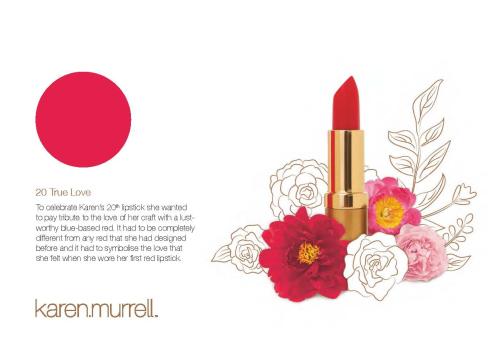 20 True Love
To celebrate Karen's 20th lipstick she wanted
to pay tribute to the love of her craft with a lust-
worthy blue-based red. It had to be completely
different from any red that she had designed
before and it had to symbolise the love that
she felt when she wore her first red lipstick.
karen.murrell.